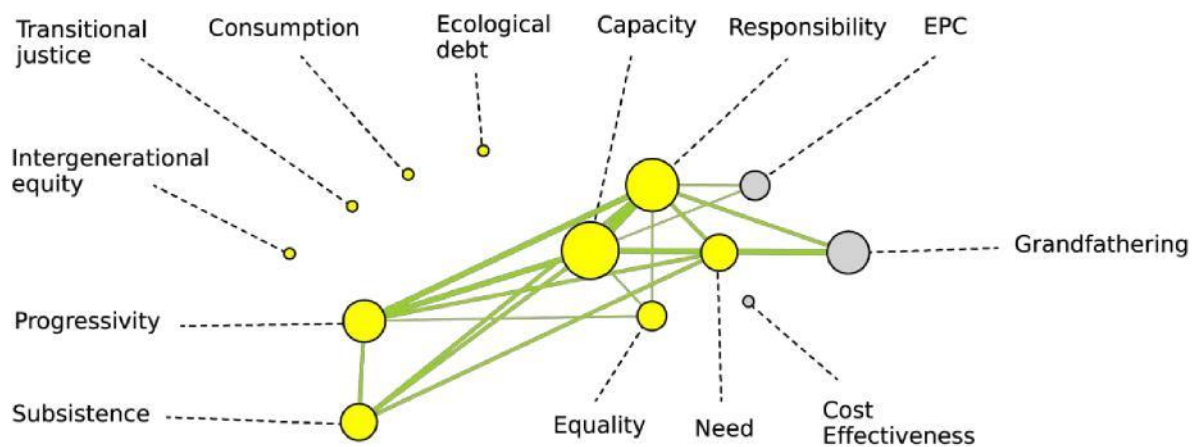 Transitional
justice
Consumption
Ecological
debt
Capacity
Responsibility
EPC
Intergenerational
equity
Grandfathering
Progressivity
Subsistence
Equality
Need
Cost
Effectiveness